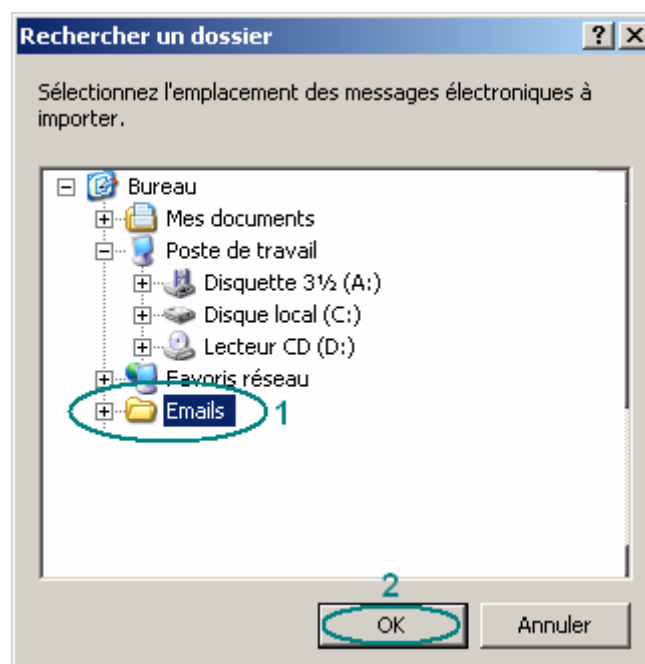 Rechercher un dossier
Sélectionnez l'emplacement des messages électroniques à
importer.
Bureau
Mes documents
Poste de travail
Disquette 3½ (A:)
Disque local (C:)
Lecteur CD (D:)
Favoris réseau
Emails 1
2
OK Annuler